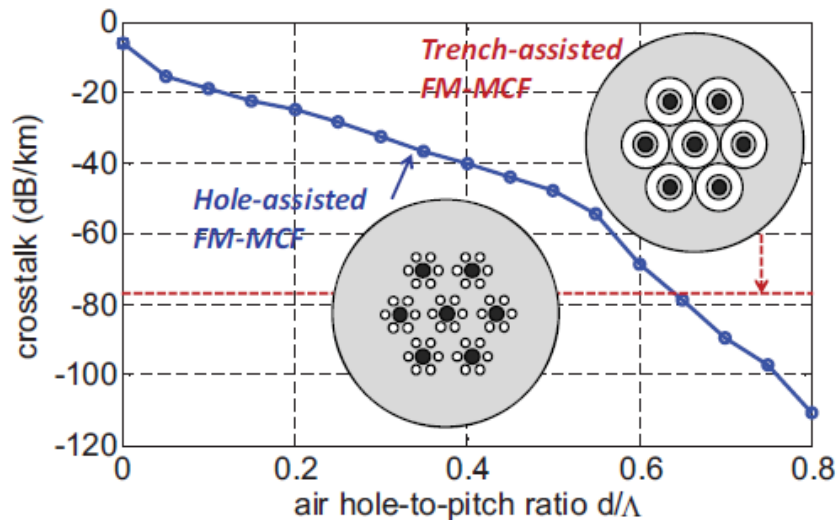 0
-20
-40
-60
-80
-100
-120
crosstalk (dB/km)
Trench-assisted
FM-MCF
Hole-assisted
FM-MCF
0
0.2
0.4
0.6
0.8
air hole-to-pitch ratio d/Λ